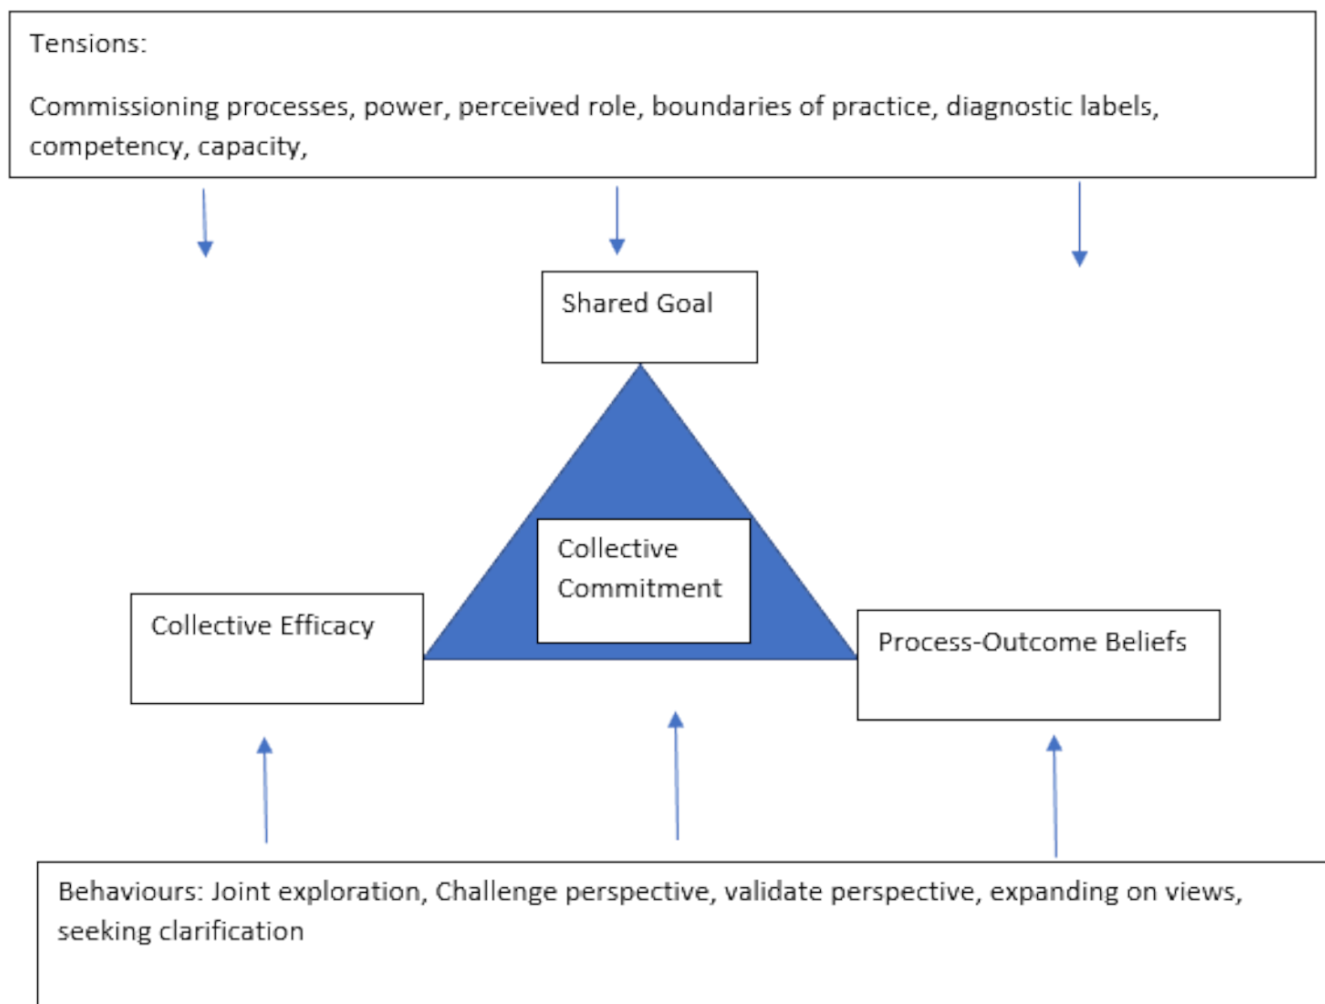 Tensions:
Commissioning processes, power, perceived role, boundaries of practice, diagnostic labels,
competency, capacity,
Shared Goal
Collective
Commitment
Collective Efficacy
Process-Outcome Beliefs
Behaviours: Joint exploration, Challenge perspective, validate perspective, expanding on views,
seeking clarification